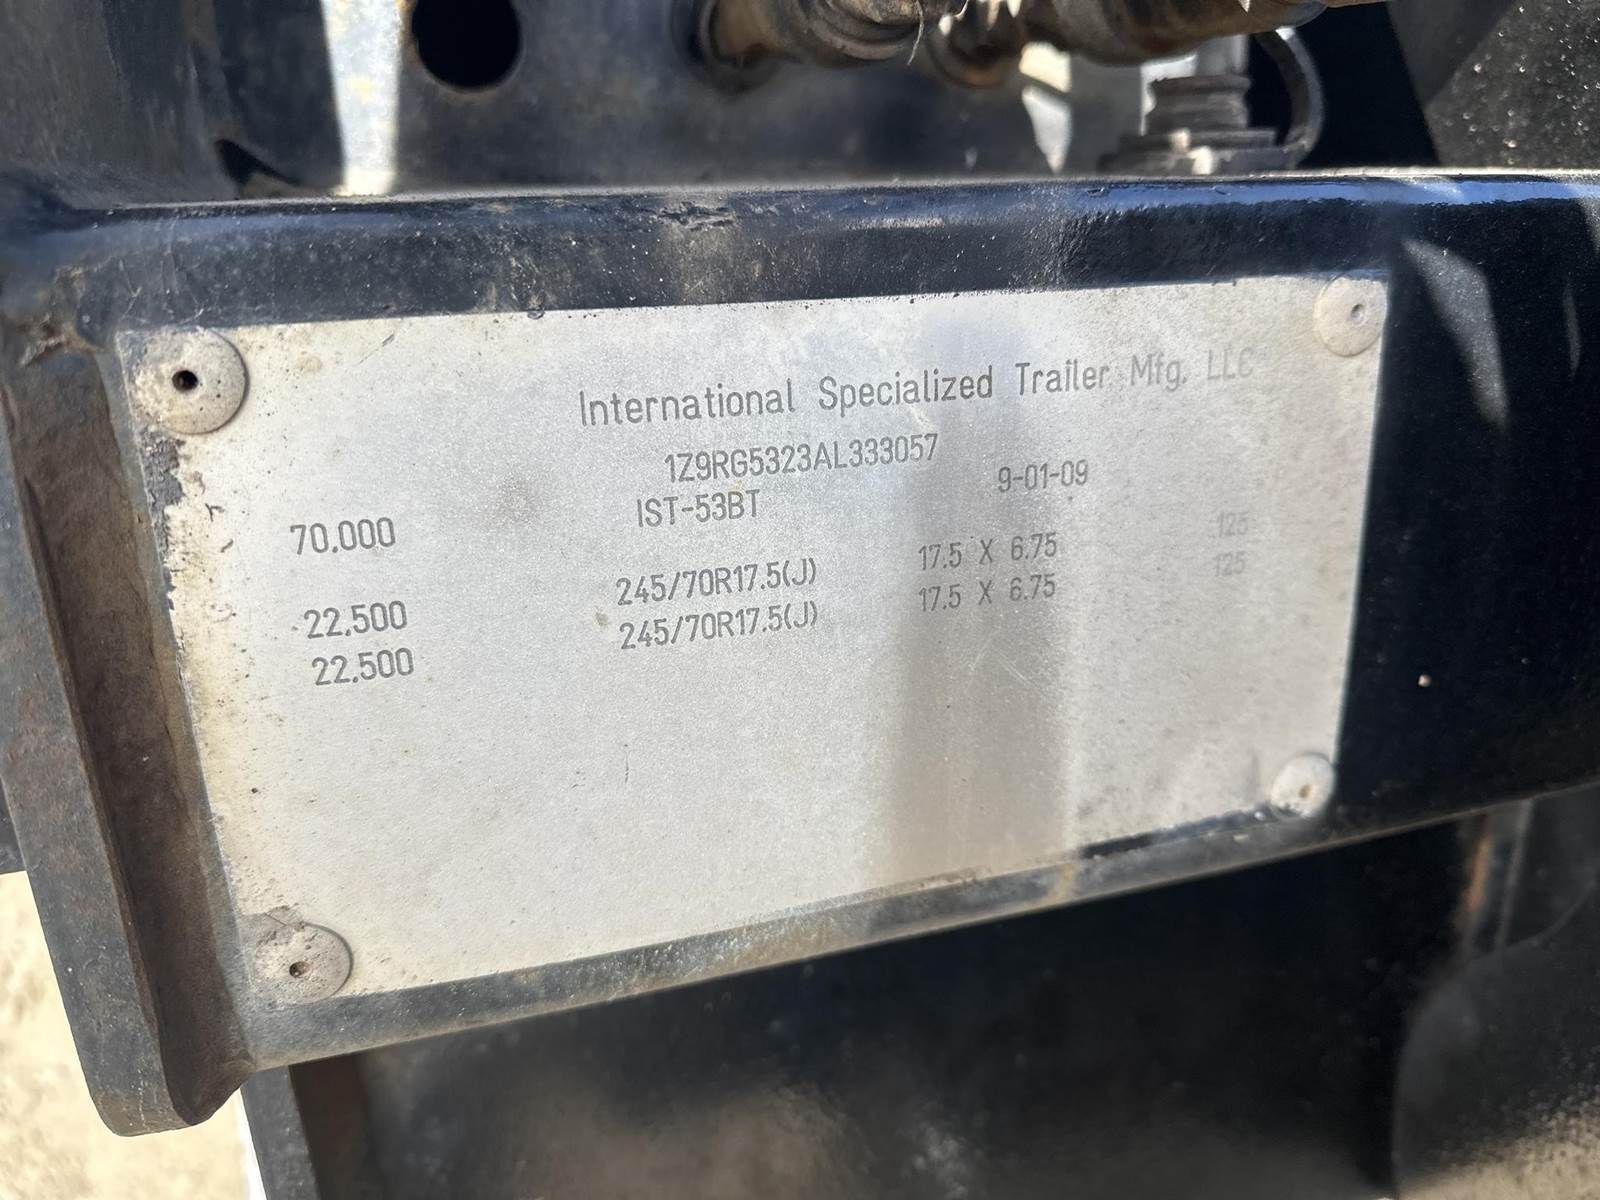 International Specialized Trailer Mfg. LLC
1Z9RG5323AL333057
70.000 IST-53BT 9-01-09
22.500 245/70R17.5(J) 17.5 X 6.75 125
22.500 245/70R17.5(J) 17.5 X 6.75 125